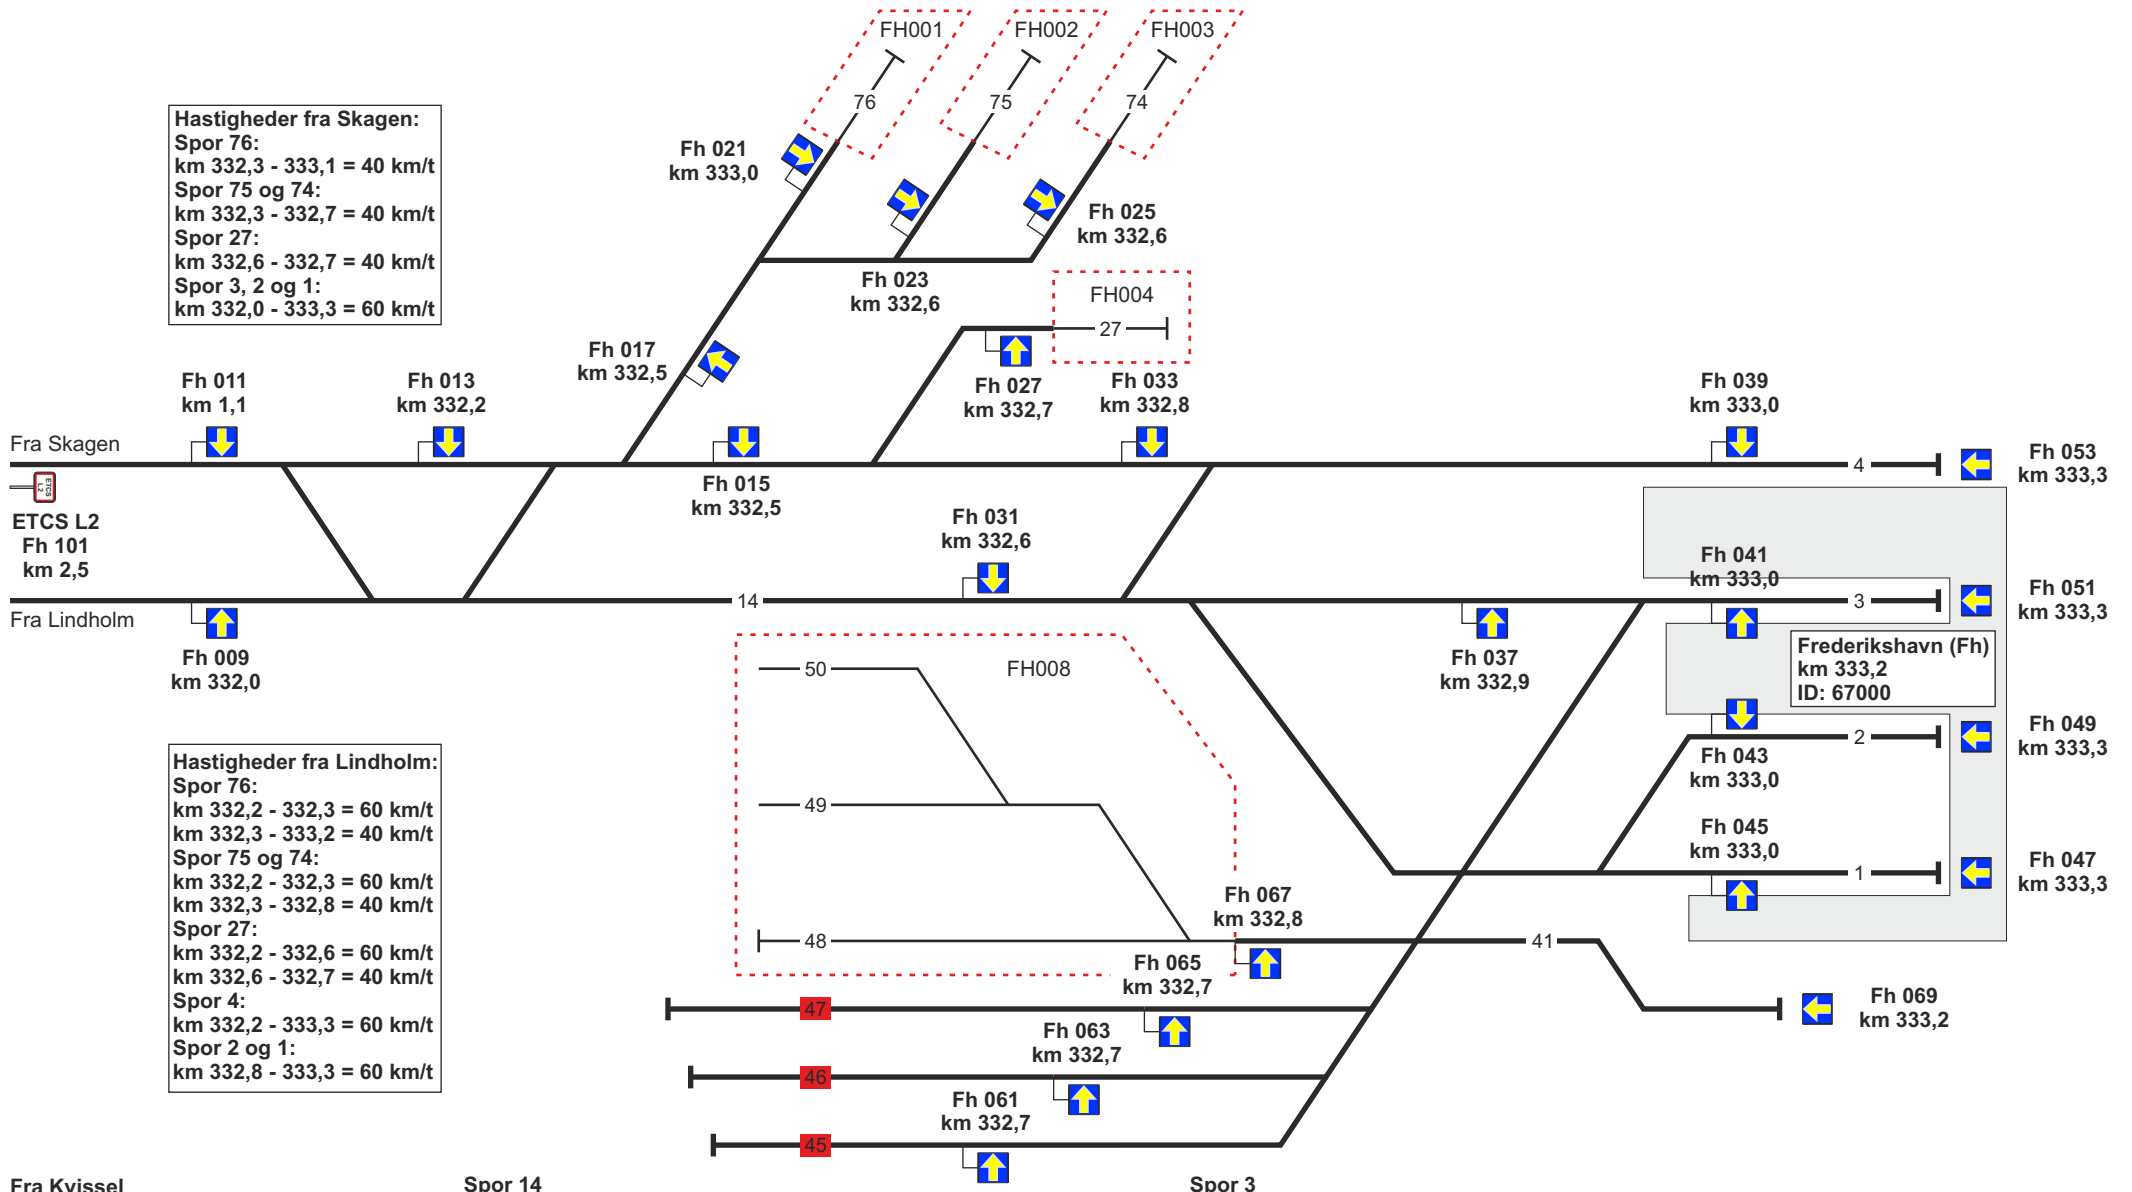 FH001
FH002
FH003
76
75
74
Hastigheder fra Skagen:
Spor 76:
km 332,3 - 333,1 = 40 km/t
Spor 75 og 74:
km 332,3 - 332,7 = 40 km/t
Spor 27:
km 332,6 - 332,7 = 40 km/t
Spor 3, 2 og 1:
km 332,0 - 333,3 = 60 km/t
Fh 021
km 333,0
Fh 025
km 332,6
Fh 023
km 332,6
FH004
27
Fh 017
km 332,5
Fh 027
km 332,7
Fh 011
km 1,1
Fh 013
km 332,2
Fh 033
km 332,8
Fh 039
km 333,0
Fra Skagen
4
Fh 053
km 333,3
ETCS
L2
Fh 015
km 332,5
ETCS L2
Fh 101
km 2,5
Fh 031
km 332,6
Fh 041
km 333,0
14
3
Fh 051
km 333,3
Fra Lindholm
Fh 009
km 332,0
Fh 037
km 332,9
Frederikshavn (Fh)
km 333,2
ID: 67000
50
FH008
2
Fh 049
km 333,3
Fh 043
km 333,0
Hastigheder fra Lindholm:
Spor 76:
km 332,2 - 332,3 = 60 km/t
km 332,3 - 333,2 = 40 km/t
Spor 75 og 74:
km 332,2 - 332,3 = 60 km/t
km 332,3 - 332,8 = 40 km/t
Spor 27:
km 332,2 - 332,6 = 60 km/t
km 332,6 - 332,7 = 40 km/t
Spor 4:
km 332,2 - 333,3 = 60 km/t
Spor 2 og 1:
km 332,8 - 333,3 = 60 km/t
49
Fh 045
km 333,0
1
Fh 047
km 333,3
Fh 067
km 332,8
48
41
Fh 065
km 332,7
47
Fh 069
km 333,2
Fh 063
km 332,7
46
Fh 061
km 332,7
45
Fra Kvissel
Spor 14
Spor 3